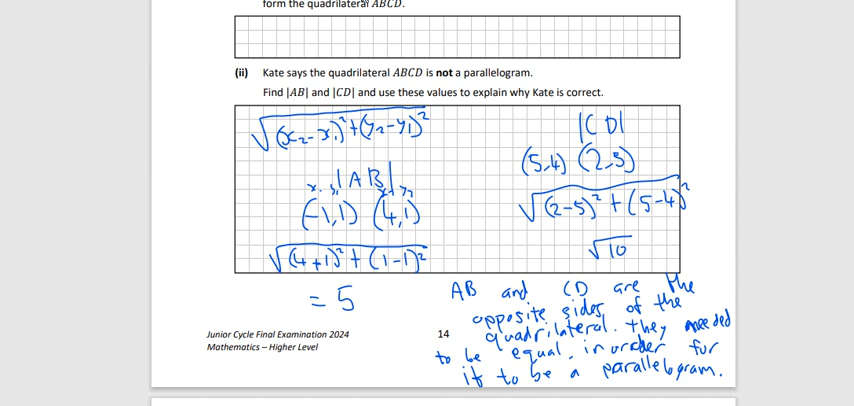 form the quadrilateral ABCD.
(ii) Kate says the quadrilateral ABCD is not a parallelogram.
Find |AB| and |CD| and use these values to explain why Kate is correct.
√(x₂-x₁)²+(y₂-y₁)²
|AB|
x₁ y₁ x₂ y₂
(-1,1) (4,1)
√(4+1)²+(1-1)²
= 5
|CD|
(5,4) (2,5)
√(2-5)²+(5-4)²
√10
AB and CD are the
opposite sides of the
quadrilateral. they needed
to be equal in order for
it to be a parallelogram.
Junior Cycle Final Examination 2024
14
Mathematics – Higher Level